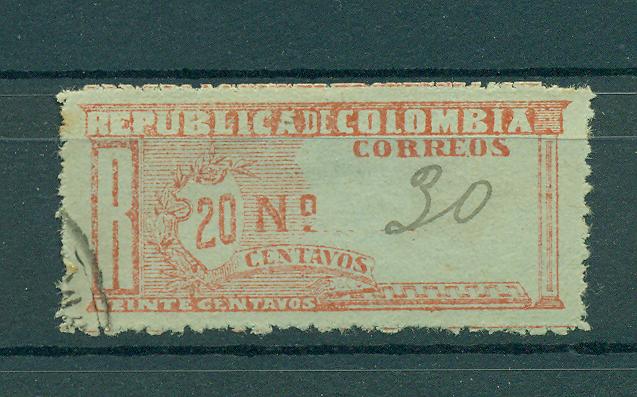 REPUBLICA DE COLOMBIA
CORREOS
R
20 Nº 30
CENTAVOS
VEINTE CENTAVOS